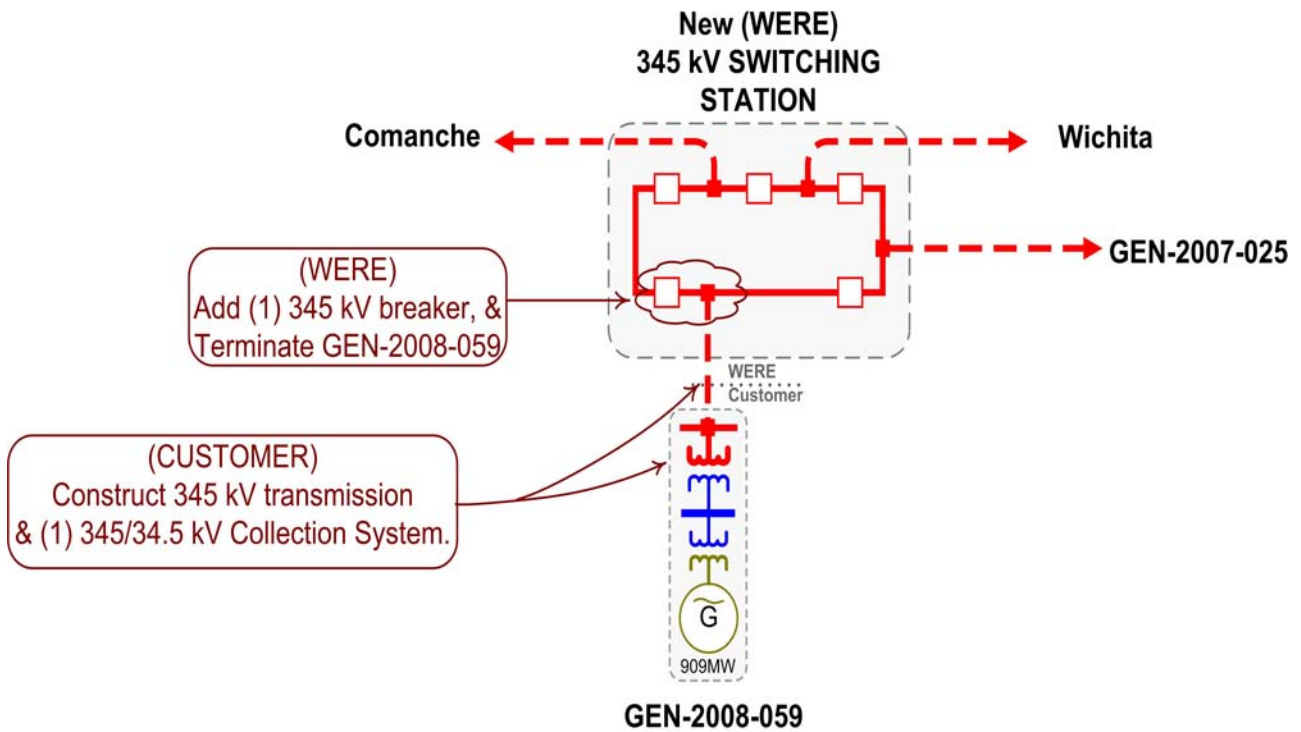 New (WERE)
345 kV SWITCHING
STATION
Comanche
Wichita
GEN-2007-025
(WERE)
Add (1) 345 kV breaker, &
Terminate GEN-2008-059
WERE
Customer
(CUSTOMER)
Construct 345 kV transmission
& (1) 345/34.5 kV Collection System.
G
909MW
GEN-2008-059